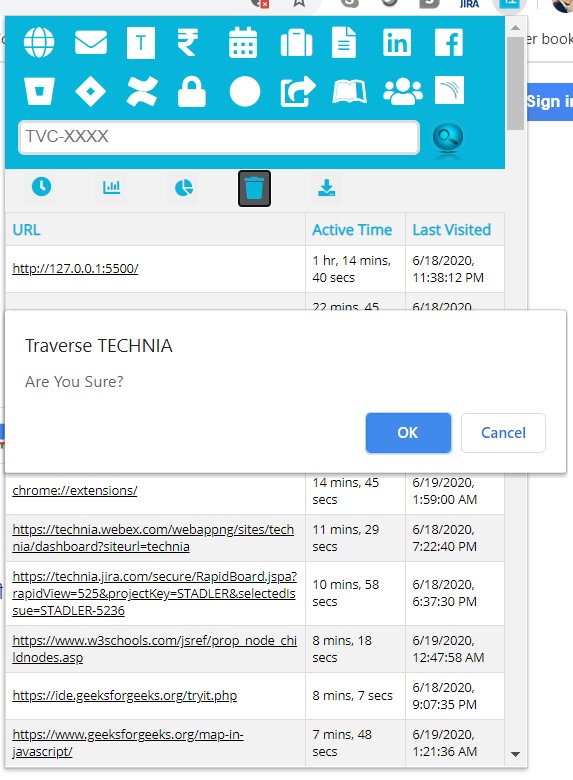 JIRA
er book
T
Sign i
TVC-XXXX
URL Active Time Last Visited
http://127.0.0.1:5500/ 1 hr, 14 mins, 40 secs 6/18/2020, 11:38:12 PM
22 mins, 45 6/18/2020,
Traverse TECHNIA
Are You Sure?
OK Cancel
chrome://extensions/ 14 mins, 45 secs 6/19/2020, 1:59:00 AM
https://technia.webex.com/webappng/sites/tech
nia/dashboard?siteurl=technia 11 mins, 29 secs 6/18/2020, 7:22:40 PM
https://technia.jira.com/secure/RapidBoard.jspa?
rapidView=525&projectKey=STADLER&selectedIs
sue=STADLER-5236 10 mins, 58 secs 6/18/2020, 6:37:30 PM
https://www.w3schools.com/jsref/prop_node_chi
ldnodes.asp 8 mins, 18 secs 6/19/2020, 12:47:58 AM
https://ide.geeksforgeeks.org/tryit.php 8 mins, 7 secs 6/18/2020, 9:07:35 PM
https://www.geeksforgeeks.org/map-in-
javascript/ 7 mins, 48 secs 6/19/2020, 1:21:36 AM